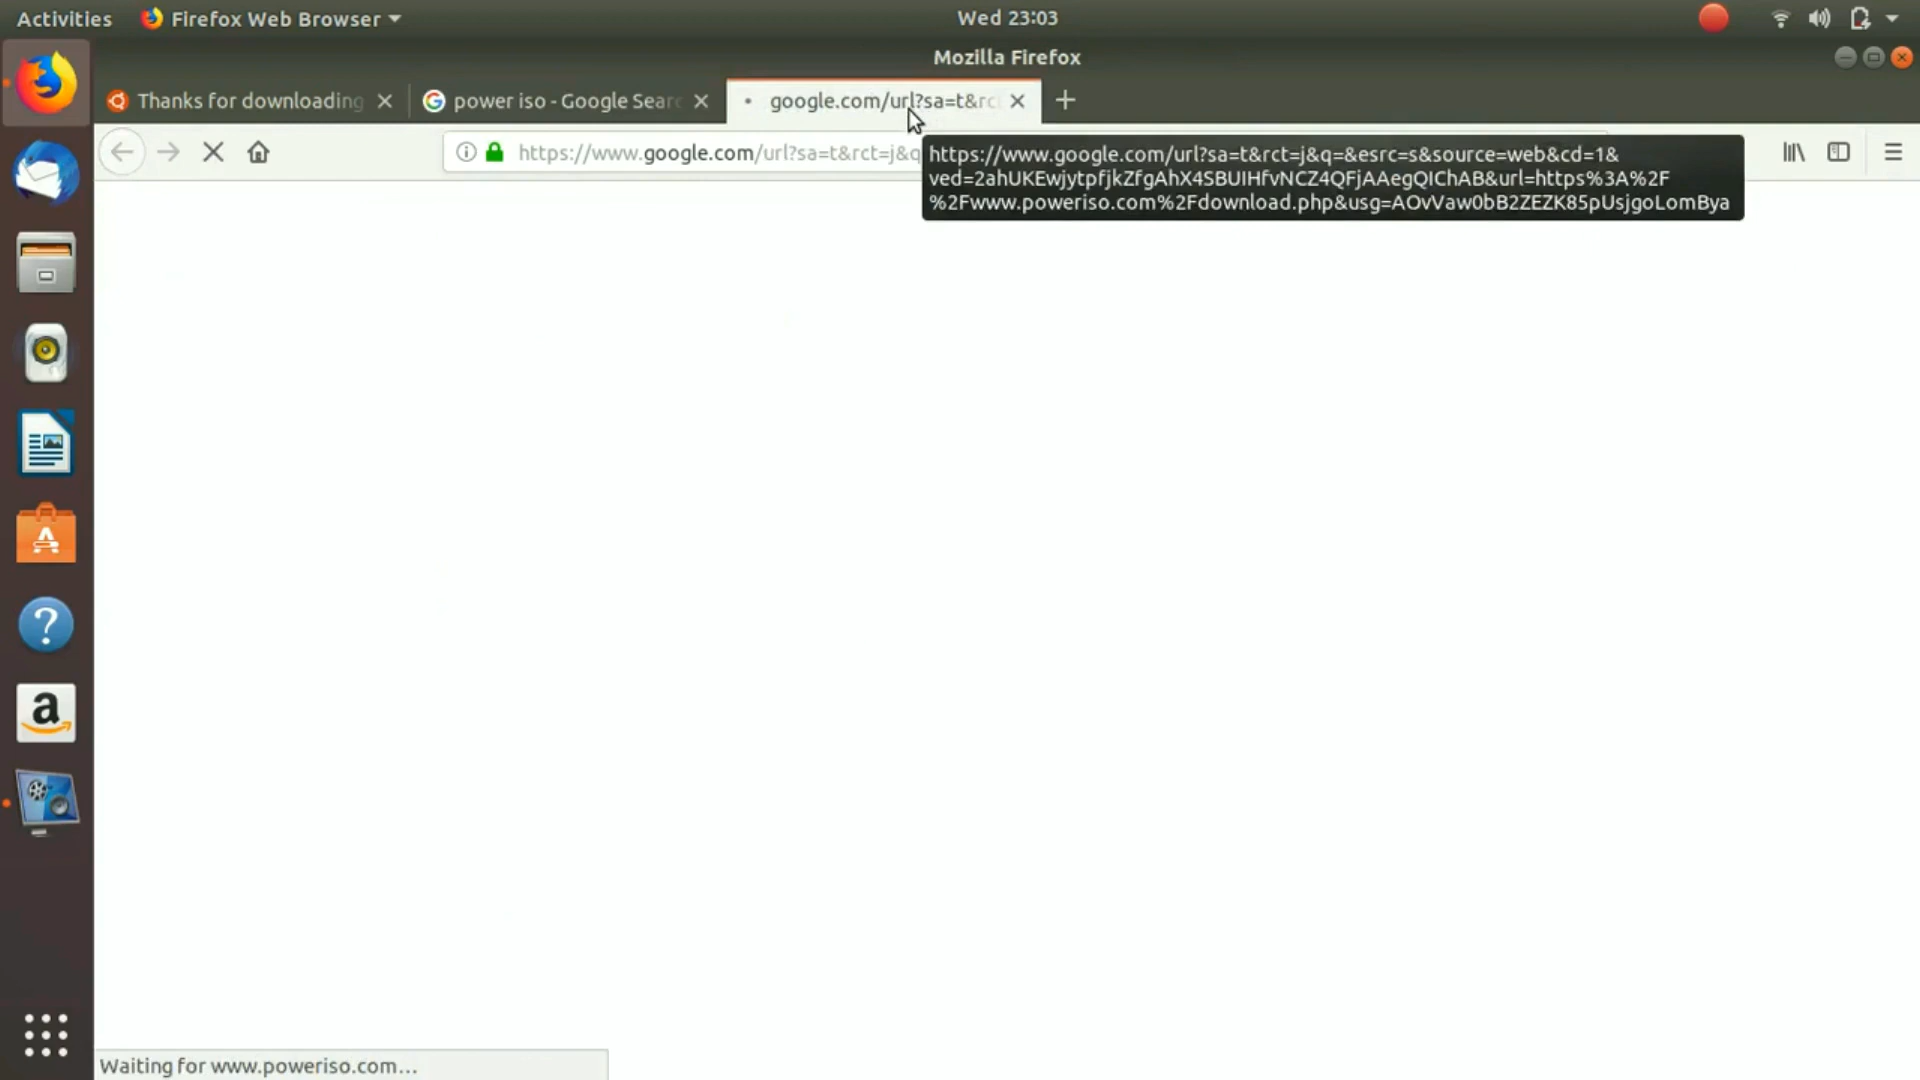 Activities Firefox Web Browser Wed 23:03
Mozilla Firefox
Thanks for downloading power iso - Google Sear google.com/url?sa=t&rc
https://www.google.com/url?sa=t&rct=j&q
https://www.google.com/url?sa=t&rct=j&q=&esrc=s&source=web&cd=1&
ved=2ahUKEwjytpfjkZfgAhX4SBUIHfvNCZ4QFjAAegQIChAB&url=https%3A%2F
%2Fwww.poweriso.com%2Fdownload.php&usg=AOvVaw0bB2ZEZK85pUsjgoLomBya
Waiting for www.poweriso.com...